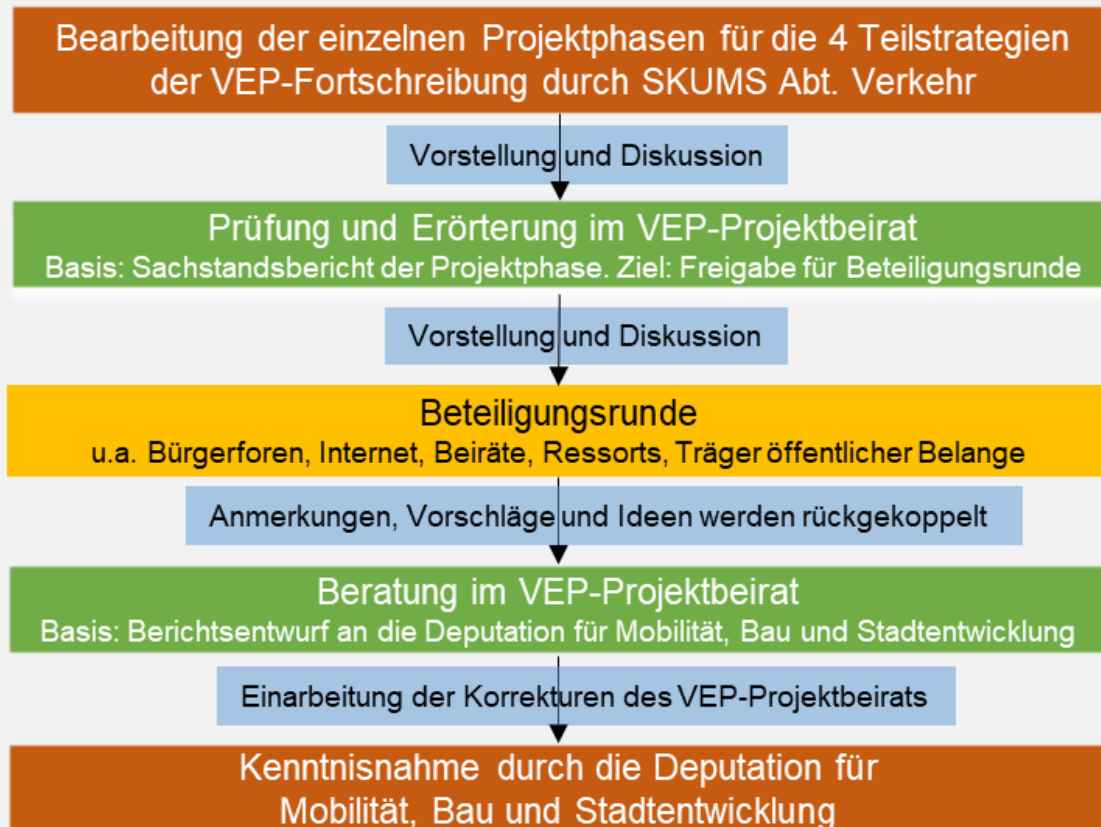 Bearbeitung der einzelnen Projektphasen für die 4 Teilstrategien
der VEP-Fortschreibung durch SKUMS Abt. Verkehr
Vorstellung und Diskussion
Prüfung und Erörterung im VEP-Projektbeirat
Basis: Sachstandsbericht der Projektphase. Ziel: Freigabe für Beteiligungsrunde
Vorstellung und Diskussion
Beteiligungsrunde
u.a. Bürgerforen, Internet, Beiräte, Ressorts, Träger öffentlicher Belange
Anmerkungen, Vorschläge und Ideen werden rückgekoppelt
Beratung im VEP-Projektbeirat
Basis: Berichtsentwurf an die Deputation für Mobilität, Bau und Stadtentwicklung
Einarbeitung der Korrekturen des VEP-Projektbeirats
Kenntnisnahme durch die Deputation für
Mobilität, Bau und Stadtentwicklung